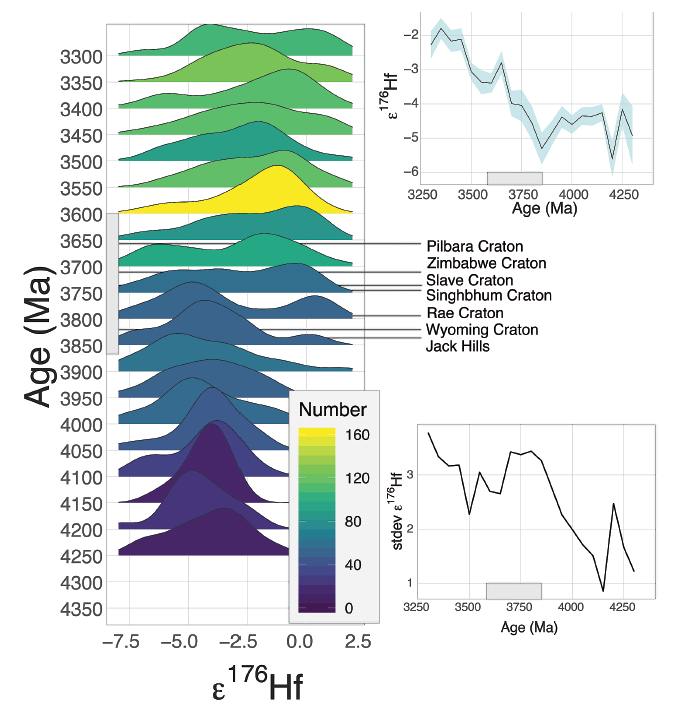 3300
3350
3400
3450
3500
3550
3600
3650
3700
3750
3800
3850
3900
3950
4000
4050
4100
4150
4200
4250
4300
4350
Age (Ma)
−7.5 −5.0 −2.5 0.0 2.5
ε¹⁷⁶Hf
Number
160
120
80
40
0
Pilbara Craton
Zimbabwe Craton
Slave Craton
Singhbhum Craton
Rae Craton
Wyoming Craton
Jack Hills
−2
−3
−4
−5
−6
ε¹⁷⁶Hf
3250 3500 3750 4000 4250
Age (Ma)
3
2
1
stdev ε¹⁷⁶Hf
3250 3500 3750 4000 4250
Age (Ma)